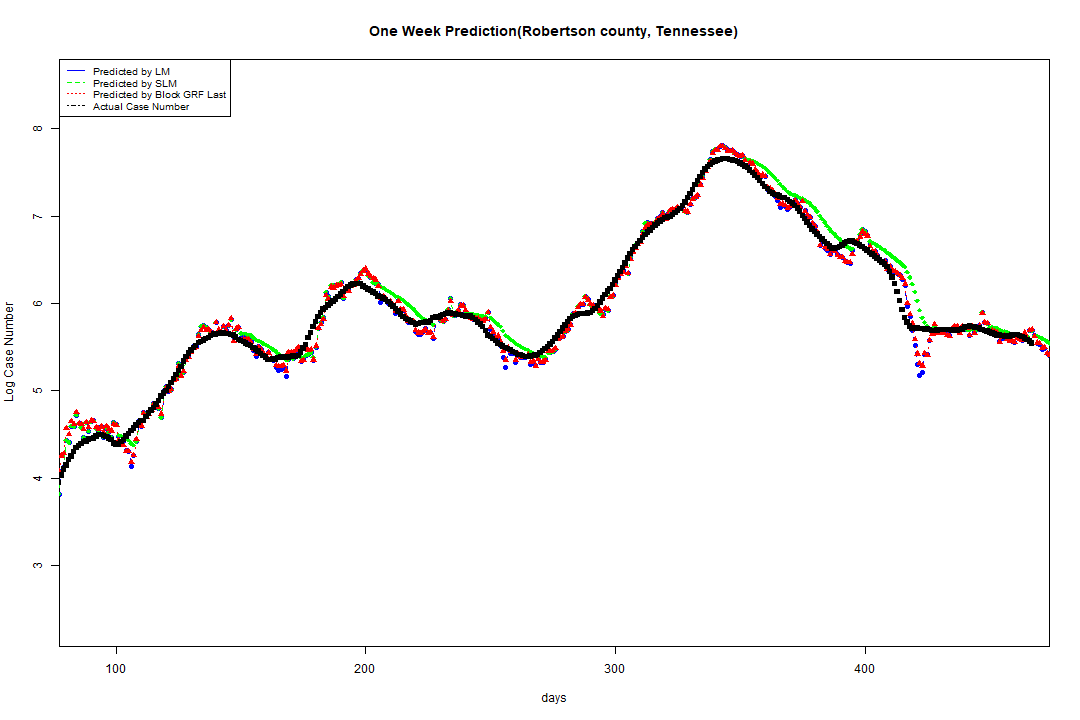 One Week Prediction(Robertson county, Tennessee)
Predicted by LM
Predicted by SLM
Predicted by Block GRF Last
Actual Case Number
8
7
6
5
4
3
Log Case Number
100 200 300 400
days